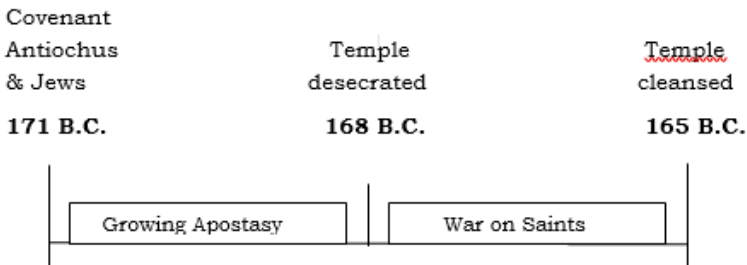 Covenant
Antiochus
& Jews
171 B.C.
Temple
desecrated
168 B.C.
Temple
cleansed
165 B.C.
Growing Apostasy
War on Saints